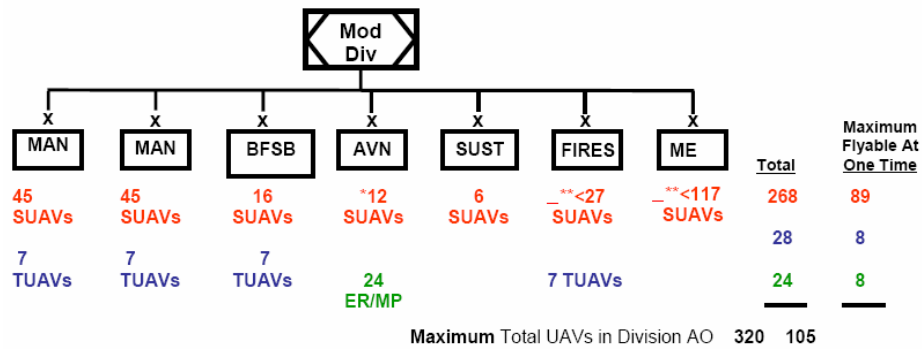 Mod
Div
X X X X X X X
MAN MAN BFSB AVN SUST FIRES ME
Maximum
Flyable At
One Time
Total
45 45 16 *12 6 _**<27 _**<117 268 89
SUAVs SUAVs SUAVs SUAVs SUAVs SUAVs SUAVs
28 8
7 7 7
TUAVs TUAVs TUAVs 24 7 TUAVs 24 8
ER/MP
Maximum Total UAVs in Division AO 320 105